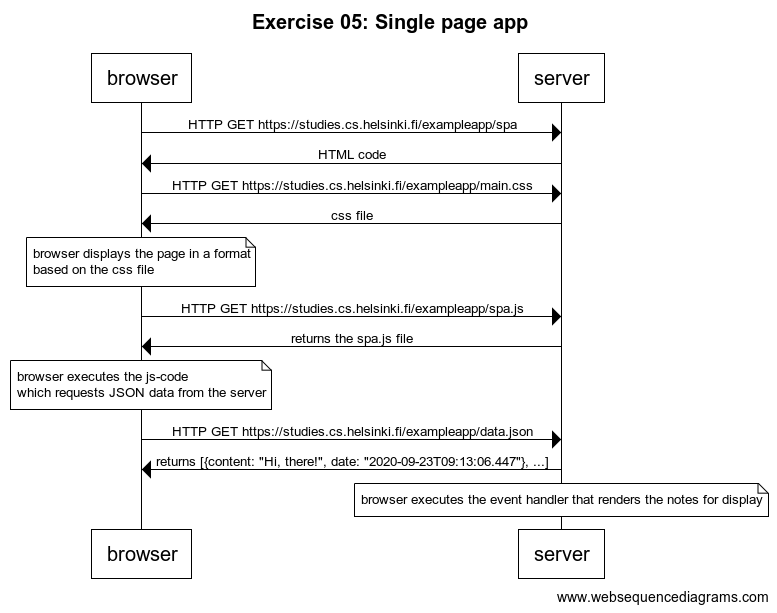 Exercise 05: Single page app
browser
server
HTTP GET https://studies.cs.helsinki.fi/exampleapp/spa
HTML code
HTTP GET https://studies.cs.helsinki.fi/exampleapp/main.css
css file
browser displays the page in a format
based on the css file
HTTP GET https://studies.cs.helsinki.fi/exampleapp/spa.js
returns the spa.js file
browser executes the js-code
which requests JSON data from the server
HTTP GET https://studies.cs.helsinki.fi/exampleapp/data.json
returns [{content: "Hi, there!", date: "2020-09-23T09:13:06.447"}, ...]
browser executes the event handler that renders the notes for display
browser
server
www.websequencediagrams.com